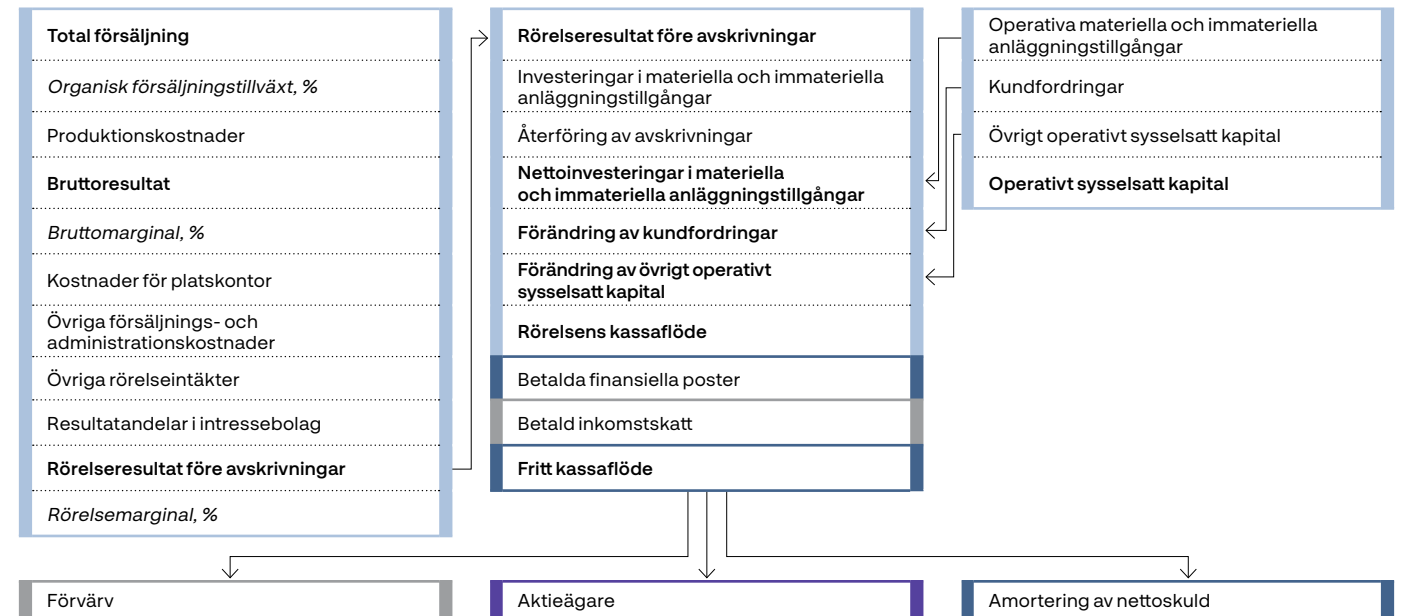 Total försäljning
Organisk försäljningstillväxt, %
Produktionskostnader
Bruttoresultat
Bruttomarginal, %
Kostnader för platskontor
Övriga försäljnings- och
administrationskostnader
Övriga rörelseintäkter
Resultatandelar i intressebolag
Rörelseresultat före avskrivningar
Rörelsemarginal, %
Rörelseresultat före avskrivningar
Investeringar i materiella och immateriella
anläggningstillgångar
Återföring av avskrivningar
Nettoinvesteringar i materiella
och immateriella anläggningstillgångar
Förändring av kundfordringar
Förändring av övrigt operativt
sysselsatt kapital
Rörelsens kassaflöde
Betalda finansiella poster
Betald inkomstskatt
Fritt kassaflöde
Operativa materiella och immateriella
anläggningstillgångar
Kundfordringar
Övrigt operativt sysselsatt kapital
Operativt sysselsatt kapital
Förvärv
Aktieägare
Amortering av nettoskuld